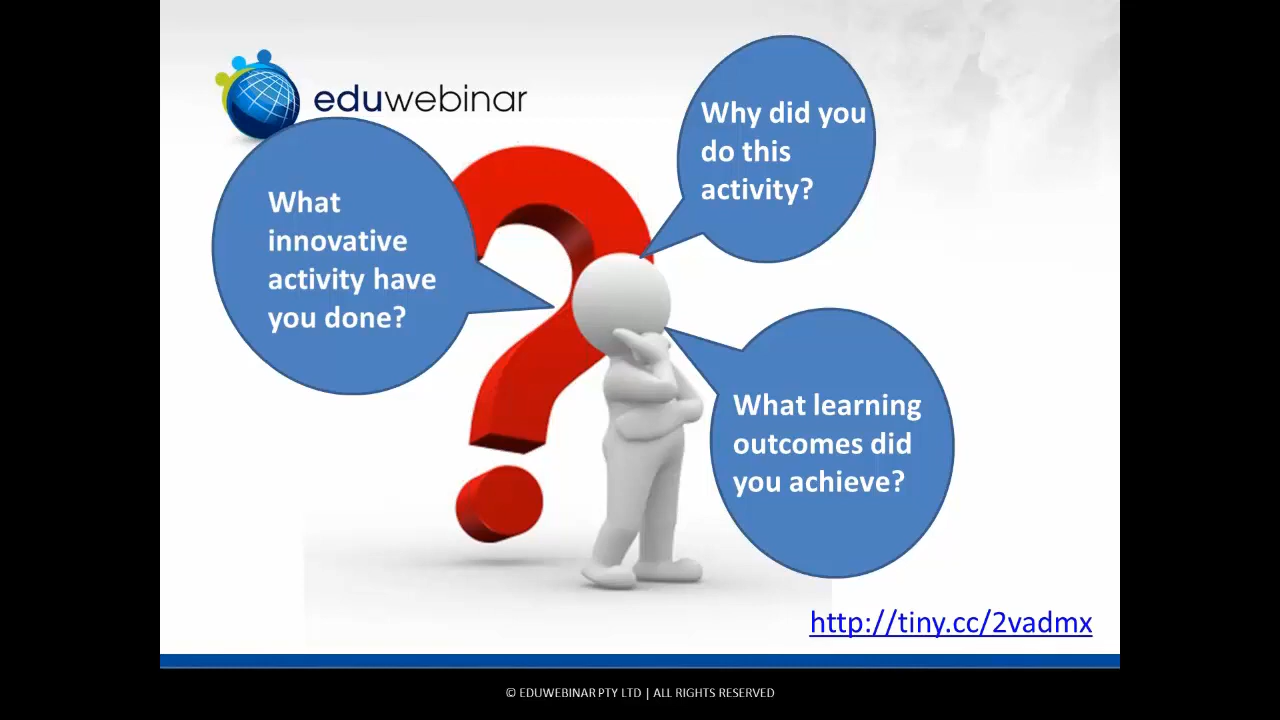 eduwebinar
What
innovative
activity have
you done?
Why did you
do this
activity?
What learning
outcomes did
you achieve?
http://tiny.cc/2vadmx
© EDUWEBINAR PTY LTD | ALL RIGHTS RESERVED